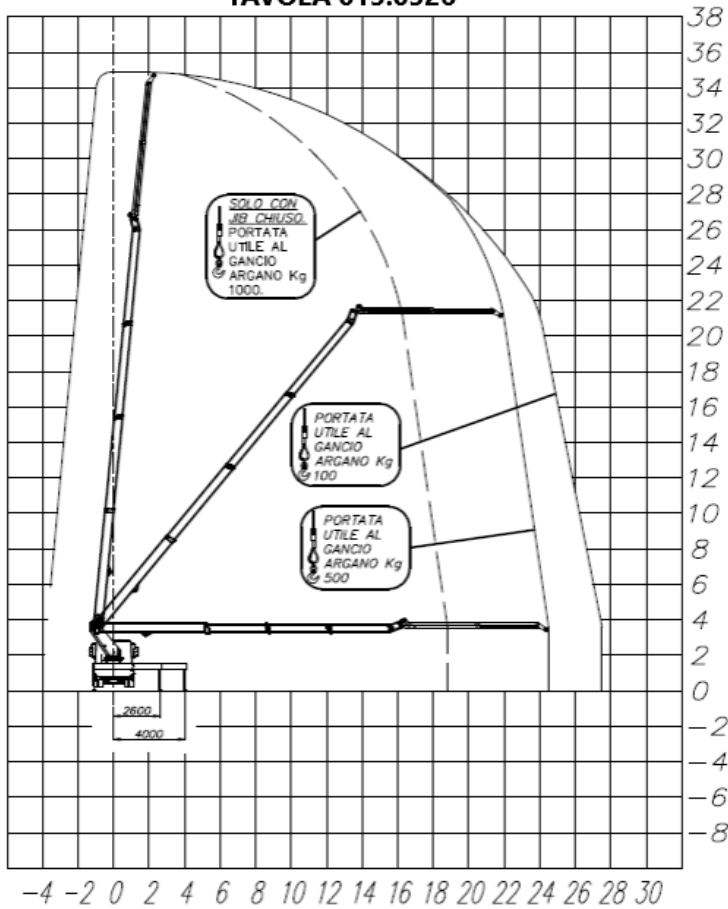 TAVOLA 615.0320
SOLO CON
JIB CHIUSO.
PORTATA
UTILE AL
GANCIO
ARGANO Kg
1000.
PORTATA
UTILE AL
GANCIO
ARGANO Kg
100
PORTATA
UTILE AL
GANCIO
ARGANO Kg
500
2600
4000
38
36
34
32
30
28
26
24
22
20
18
16
14
12
10
8
6
4
2
0
-2
-4
-6
-8
-4 -2 0 2 4 6 8 10 12 14 16 18 20 22 24 26 28 30